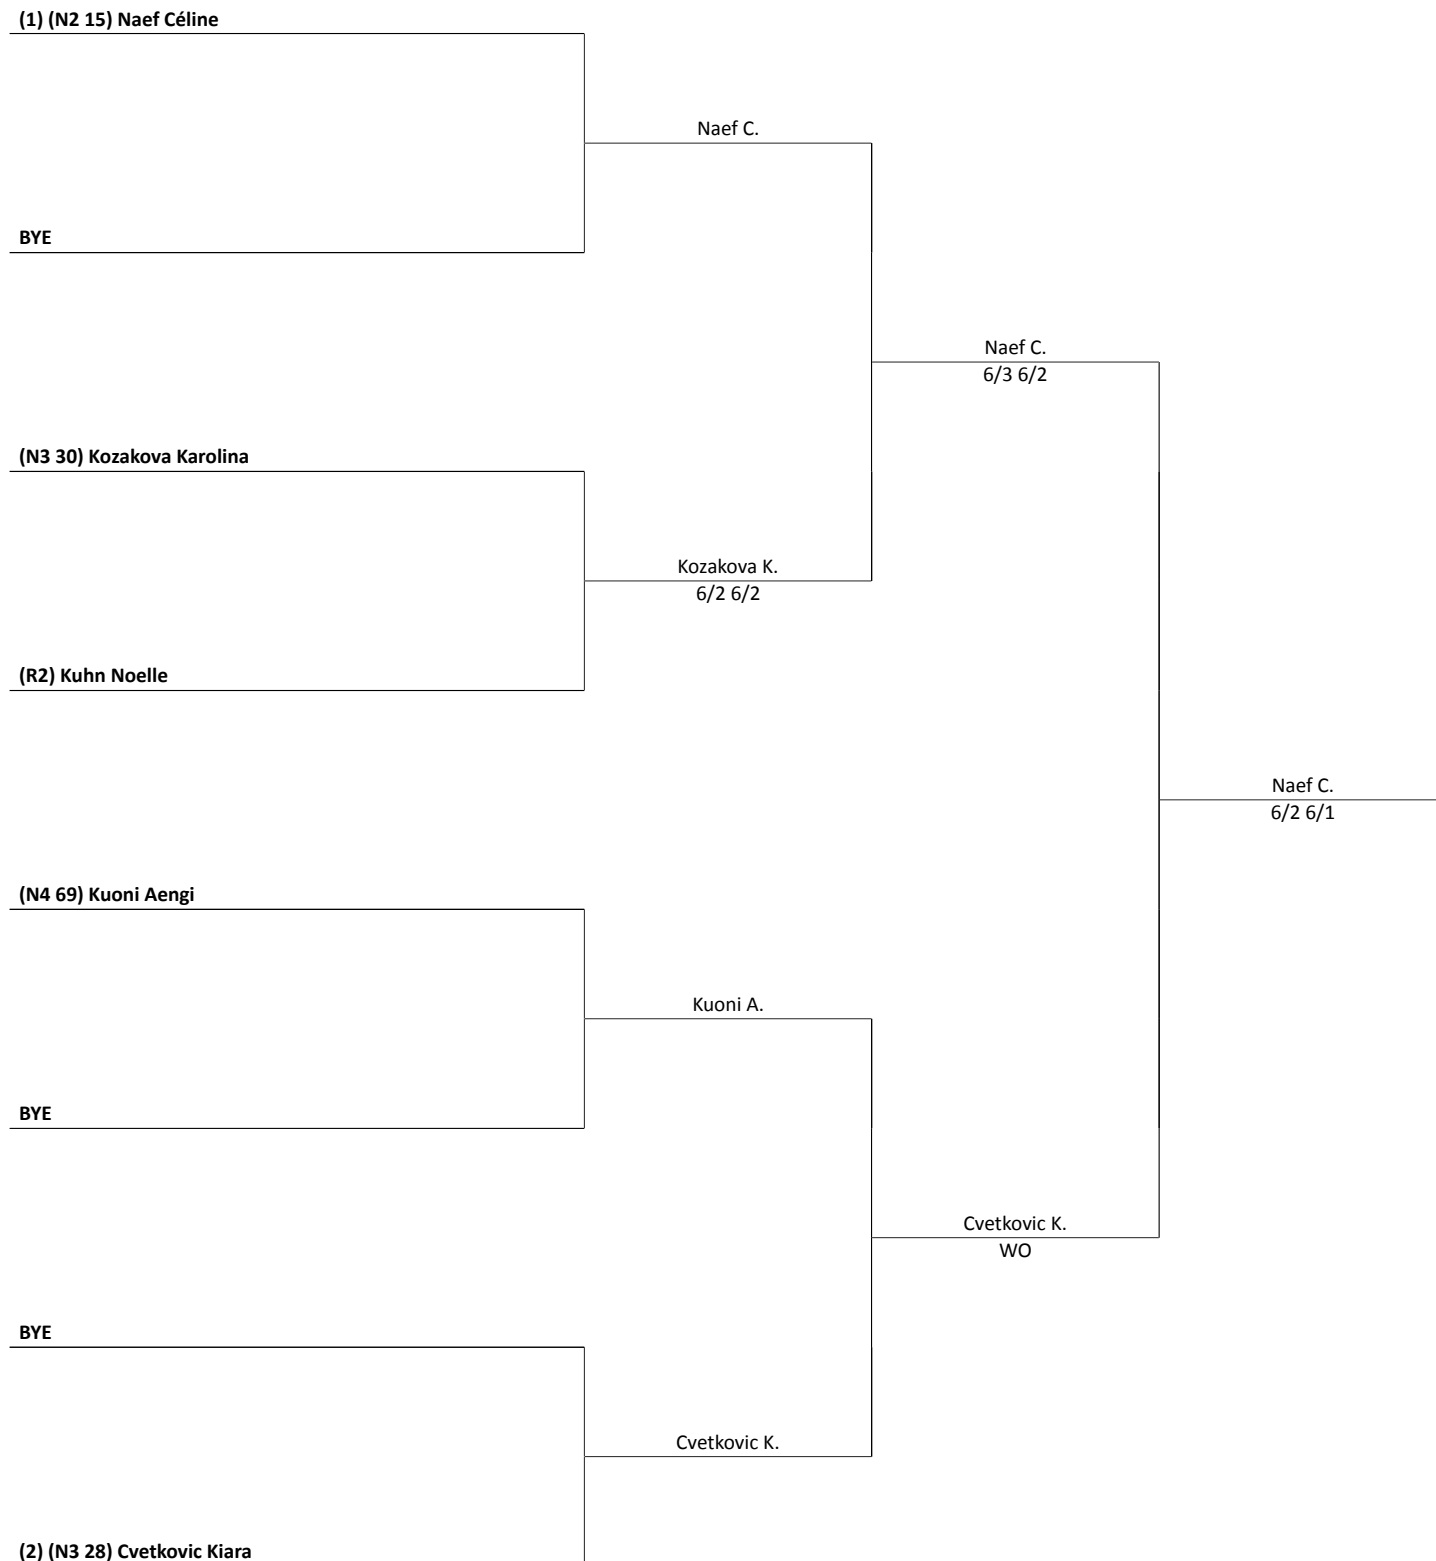 (1) (N2 15) Naef Céline
Naef C.
BYE
Naef C.
6/3 6/2
(N3 30) Kozakova Karolina
Kozakova K.
6/2 6/2
(R2) Kuhn Noelle
Naef C.
6/2 6/1
(N4 69) Kuoni Aengi
Kuoni A.
BYE
Cvetkovic K.
WO
BYE
Cvetkovic K.
(2) (N3 28) Cvetkovic Kiara